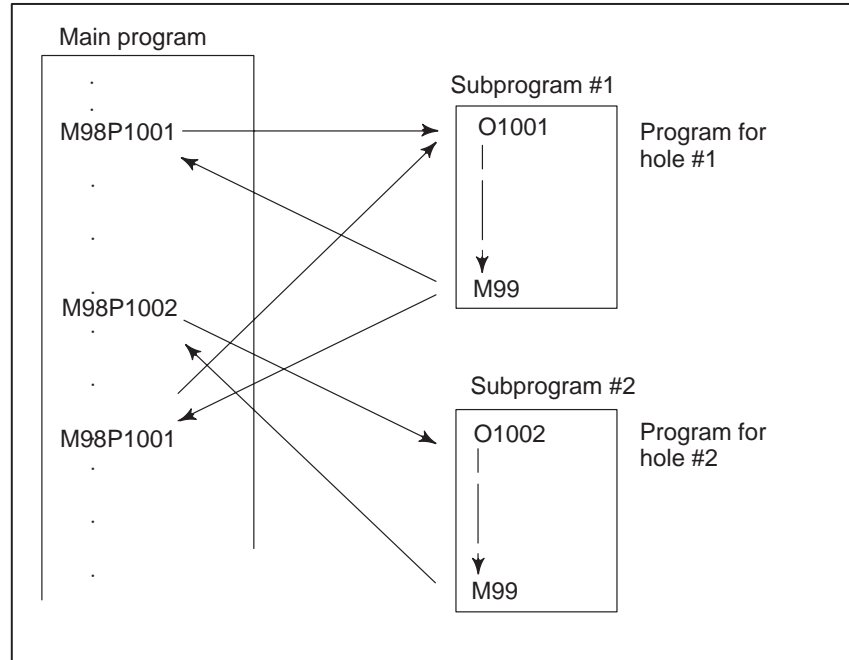 Main program
M98P1001
M98P1002
M98P1001
Subprogram #1
O1001
M99
Program for
hole #1
Subprogram #2
O1002
M99
Program for
hole #2